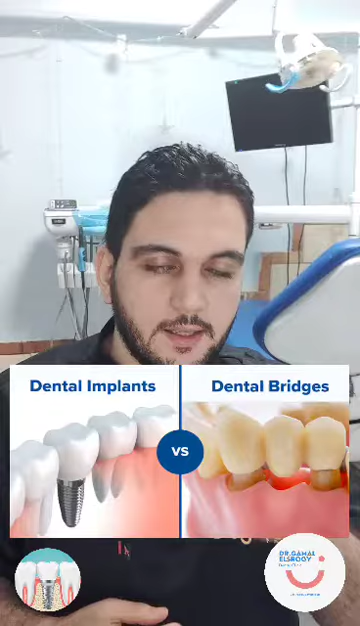 Dental Implants
Dental Bridges
VS
DR.GAMAL
ELSROGY